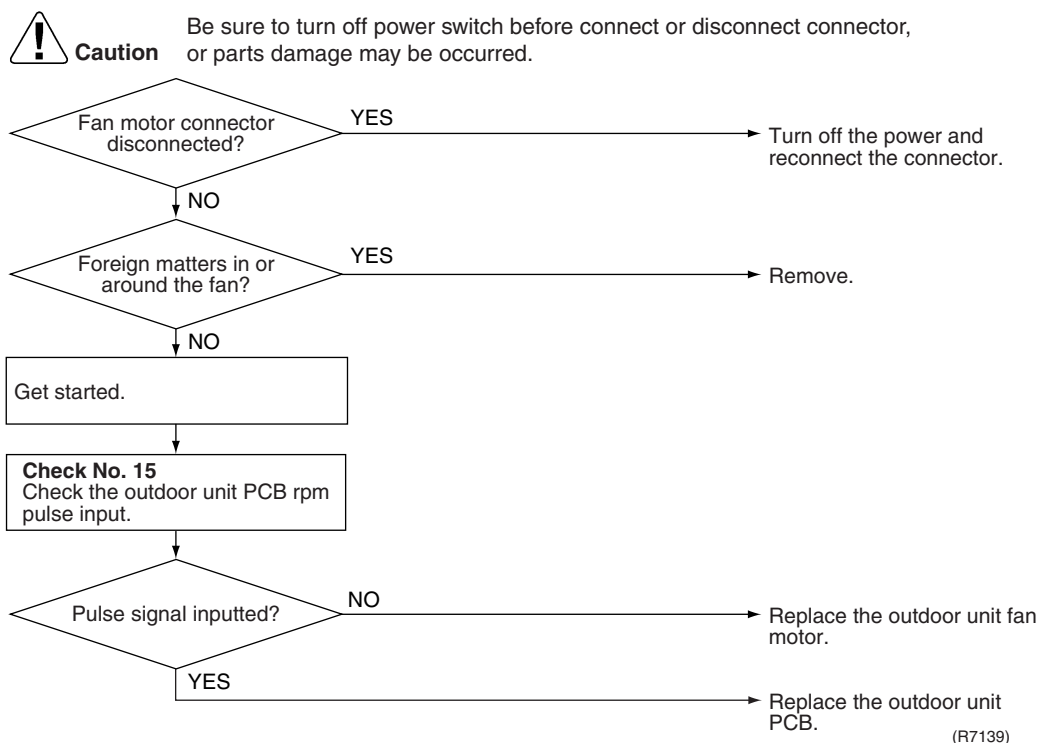 Be sure to turn off power switch before connect or disconnect connector,
Caution or parts damage may be occurred.
Fan motor connector
disconnected?
YES
Turn off the power and
reconnect the connector.
NO
Foreign matters in or
around the fan?
YES
Remove.
NO
Get started.
Check No. 15
Check the outdoor unit PCB rpm
pulse input.
Pulse signal inputted?
NO
Replace the outdoor unit fan
motor.
YES
Replace the outdoor unit
PCB.
(R7139)